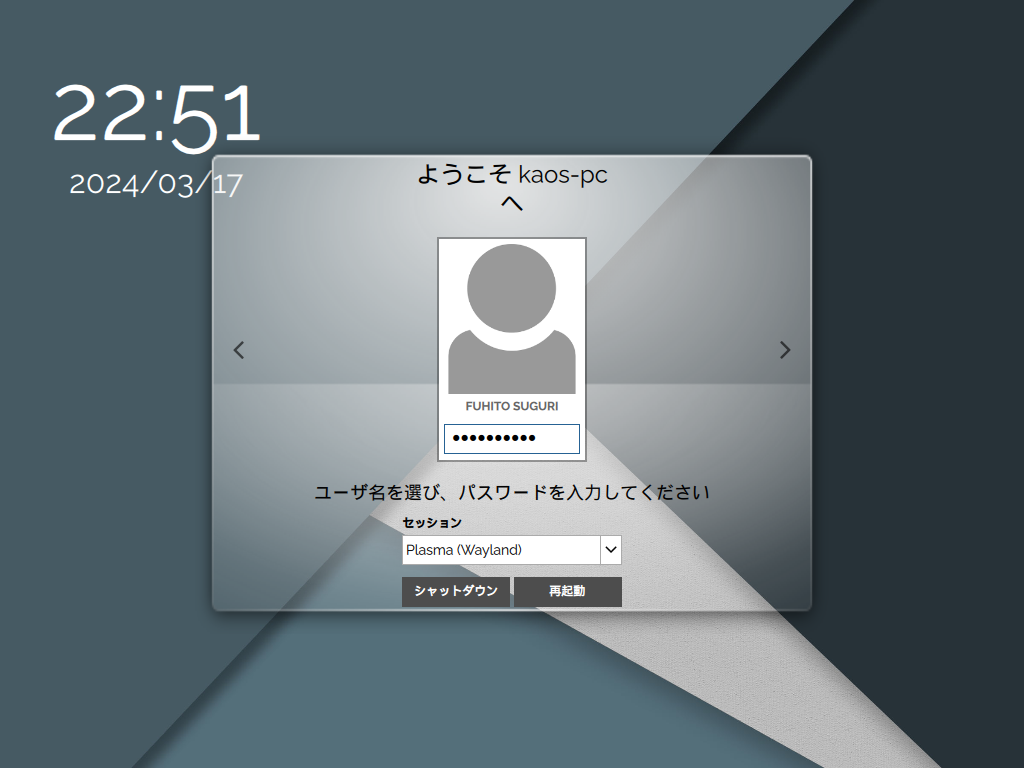 22:51
2024/03/17
ようこそ kaos-pc
へ
FUHITO SUGURI
ユーザ名を選び、パスワードを入力してください
セッション
Plasma (Wayland)
シャットダウン
再起動